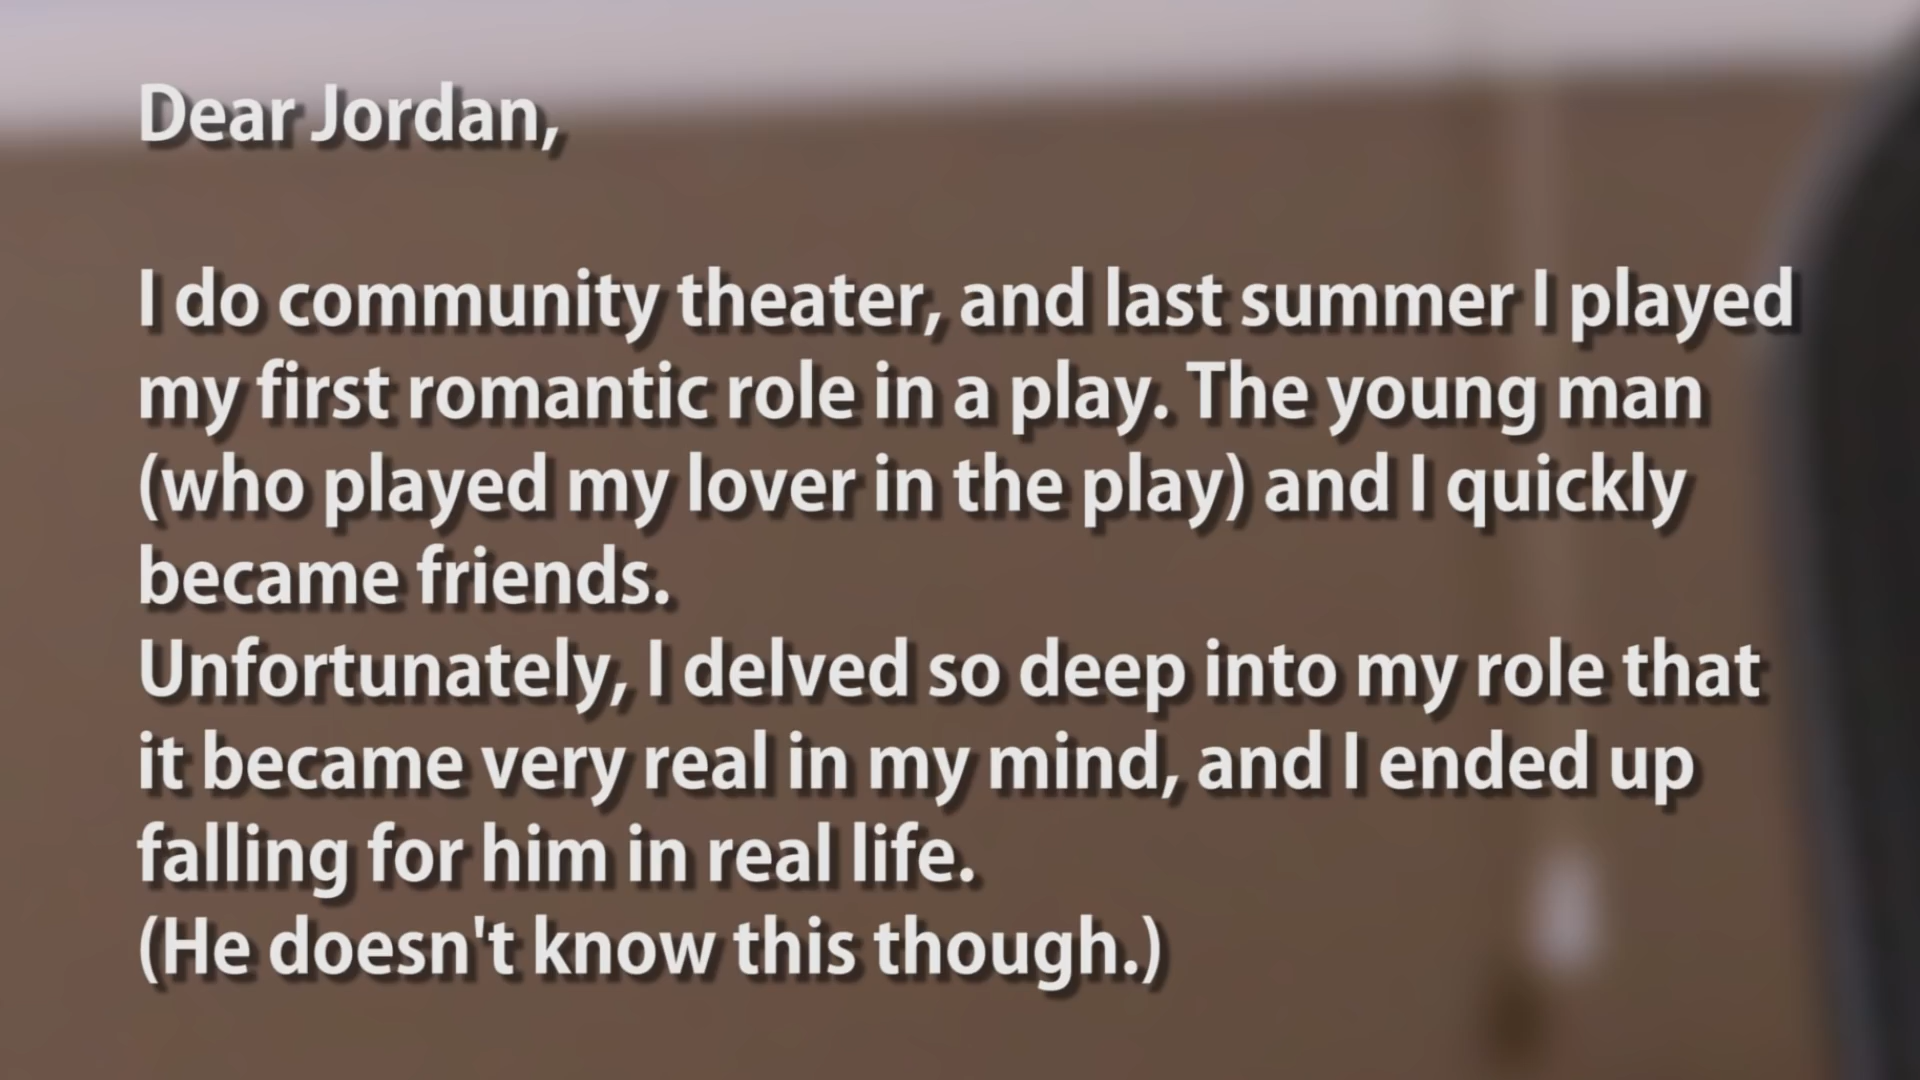 Dear Jordan,
I do community theater, and last summer I played
my first romantic role in a play. The young man
(who played my lover in the play) and I quickly
became friends.
Unfortunately, I delved so deep into my role that
it became very real in my mind, and I ended up
falling for him in real life.
(He doesn't know this though.)